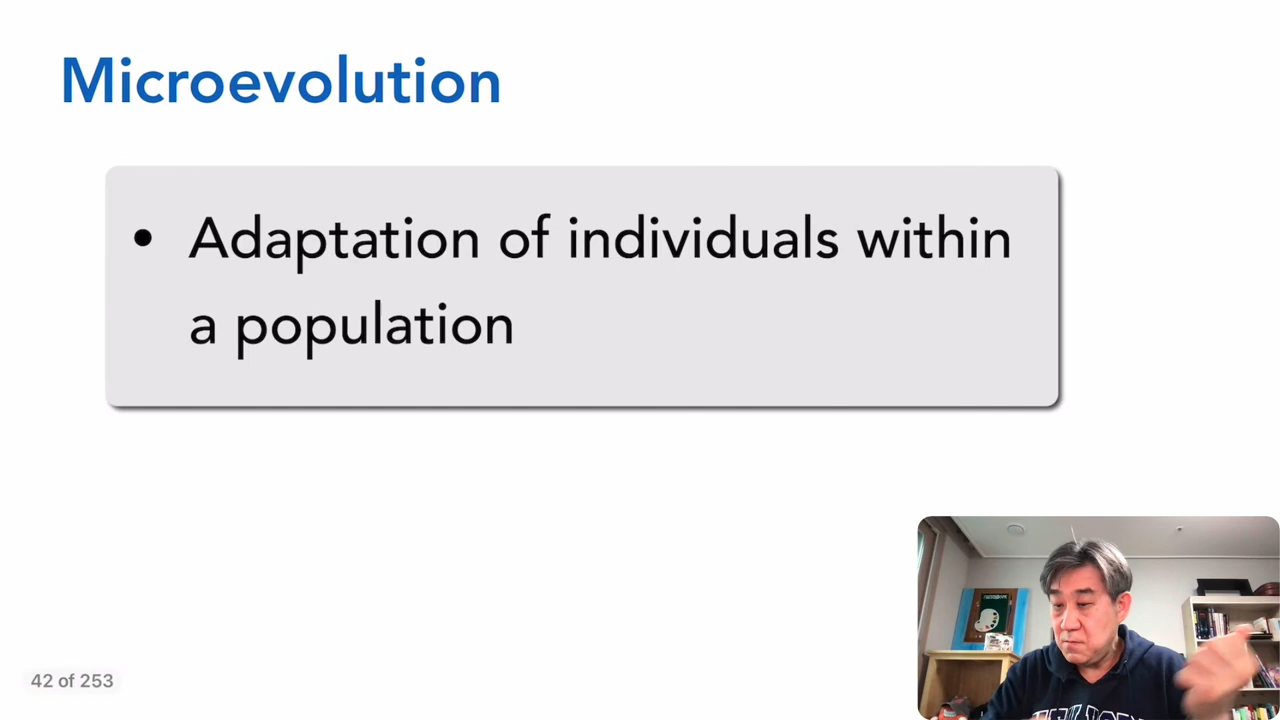 Microevolution
• Adaptation of individuals within
a population
42 of 253